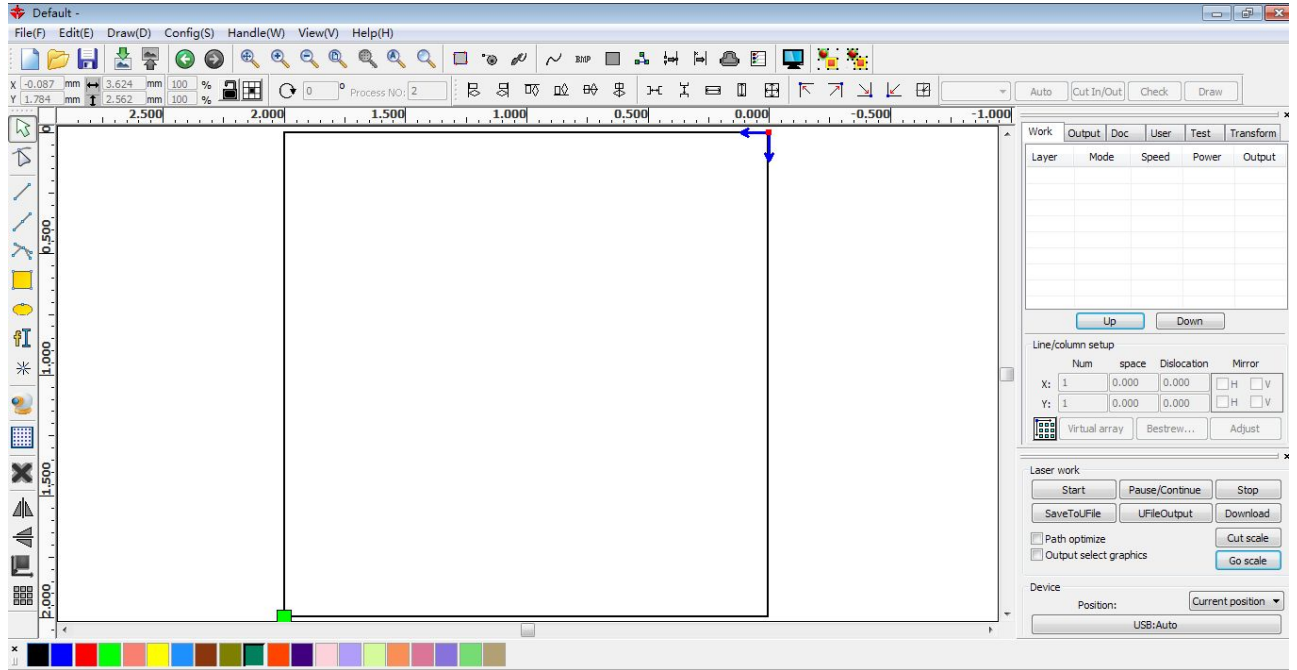 Default -
File(F) Edit(E) Draw(D) Config(S) Handle(W) View(V) Help(H)
BMP
X -0.087 mm 3.624 mm 100 %
Y 1.784 mm 2.562 mm 100 %
0 ° Process NO: 2
Auto Cut In/Out Check Draw
2.500 2.000 1.500 1.000 0.500 0.000 -0.500 -1.000
0
0.500
1.000
1.500
2.000
Work Output Doc User Test Transform
Layer Mode Speed Power Output
Up Down
Line/column setup
Num space Dislocation Mirror
X: 1 0.000 0.000 H V
Y: 1 0.000 0.000 H V
Virtual array Bestrew... Adjust
Laser work
Start Pause/Continue Stop
SaveToUFile UFileOutput Download
Path optimize Cut scale
Output select graphics Go scale
Device
Position: Current position
USB:Auto